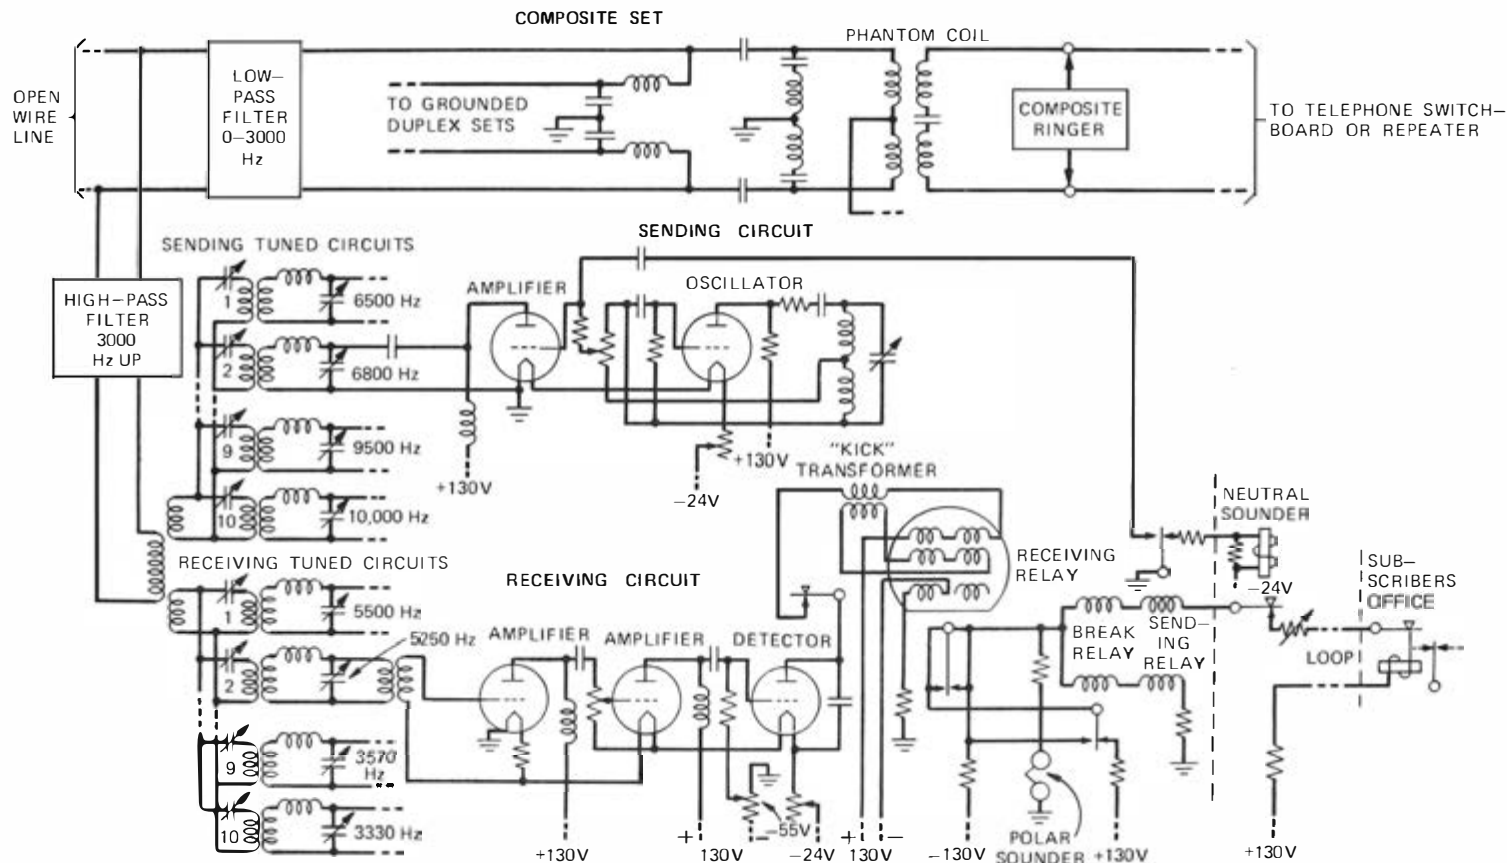 COMPOSITE SET
PHANTOM COIL
OPEN
WIRE
LINE
LOW-
PASS
FILTER
0-3000
Hz
TO GROUNDED
DUPLEX SETS
COMPOSITE
RINGER
TO TELEPHONE SWITCH-
BOARD OR REPEATER
SENDING CIRCUIT
SENDING TUNED CIRCUITS
HIGH-PASS
FILTER
3000
Hz UP
1
6500 Hz
2
6800 Hz
9
9500 Hz
10
10,000 Hz
AMPLIFIER
OSCILLATOR
+130V
+130V
-24V
"KICK"
TRANSFORMER
NEUTRAL
SOUNDER
-24V
RECEIVING TUNED CIRCUITS
RECEIVING CIRCUIT
RECEIVING
RELAY
SUB-
SCRIBERS
OFFICE
1
5500 Hz
5250 Hz
2
AMPLIFIER
AMPLIFIER
DETECTOR
BREAK
RELAY
SEND-
ING
RELAY
LOOP
9
3570
Hz
10
3330 Hz
+130V
+ -
130V
-55V
-24V
+ -
130V
-130V
POLAR
SOUNDER
+130V
+130V